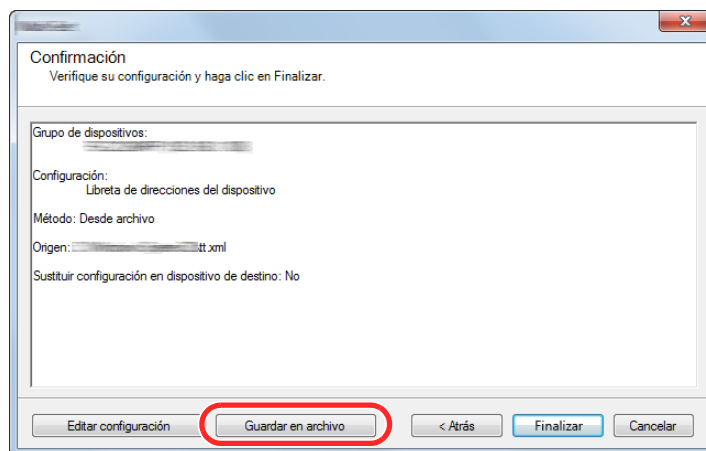 Confirmación
Verifique su configuración y haga clic en Finalizar.
Grupo de dispositivos:
Configuración:
Libreta de direcciones del dispositivo
Método: Desde archivo
Origen: tt.xml
Sustituir configuración en dispositivo de destino: No
Editar configuración Guardar en archivo < Atrás Finalizar Cancelar